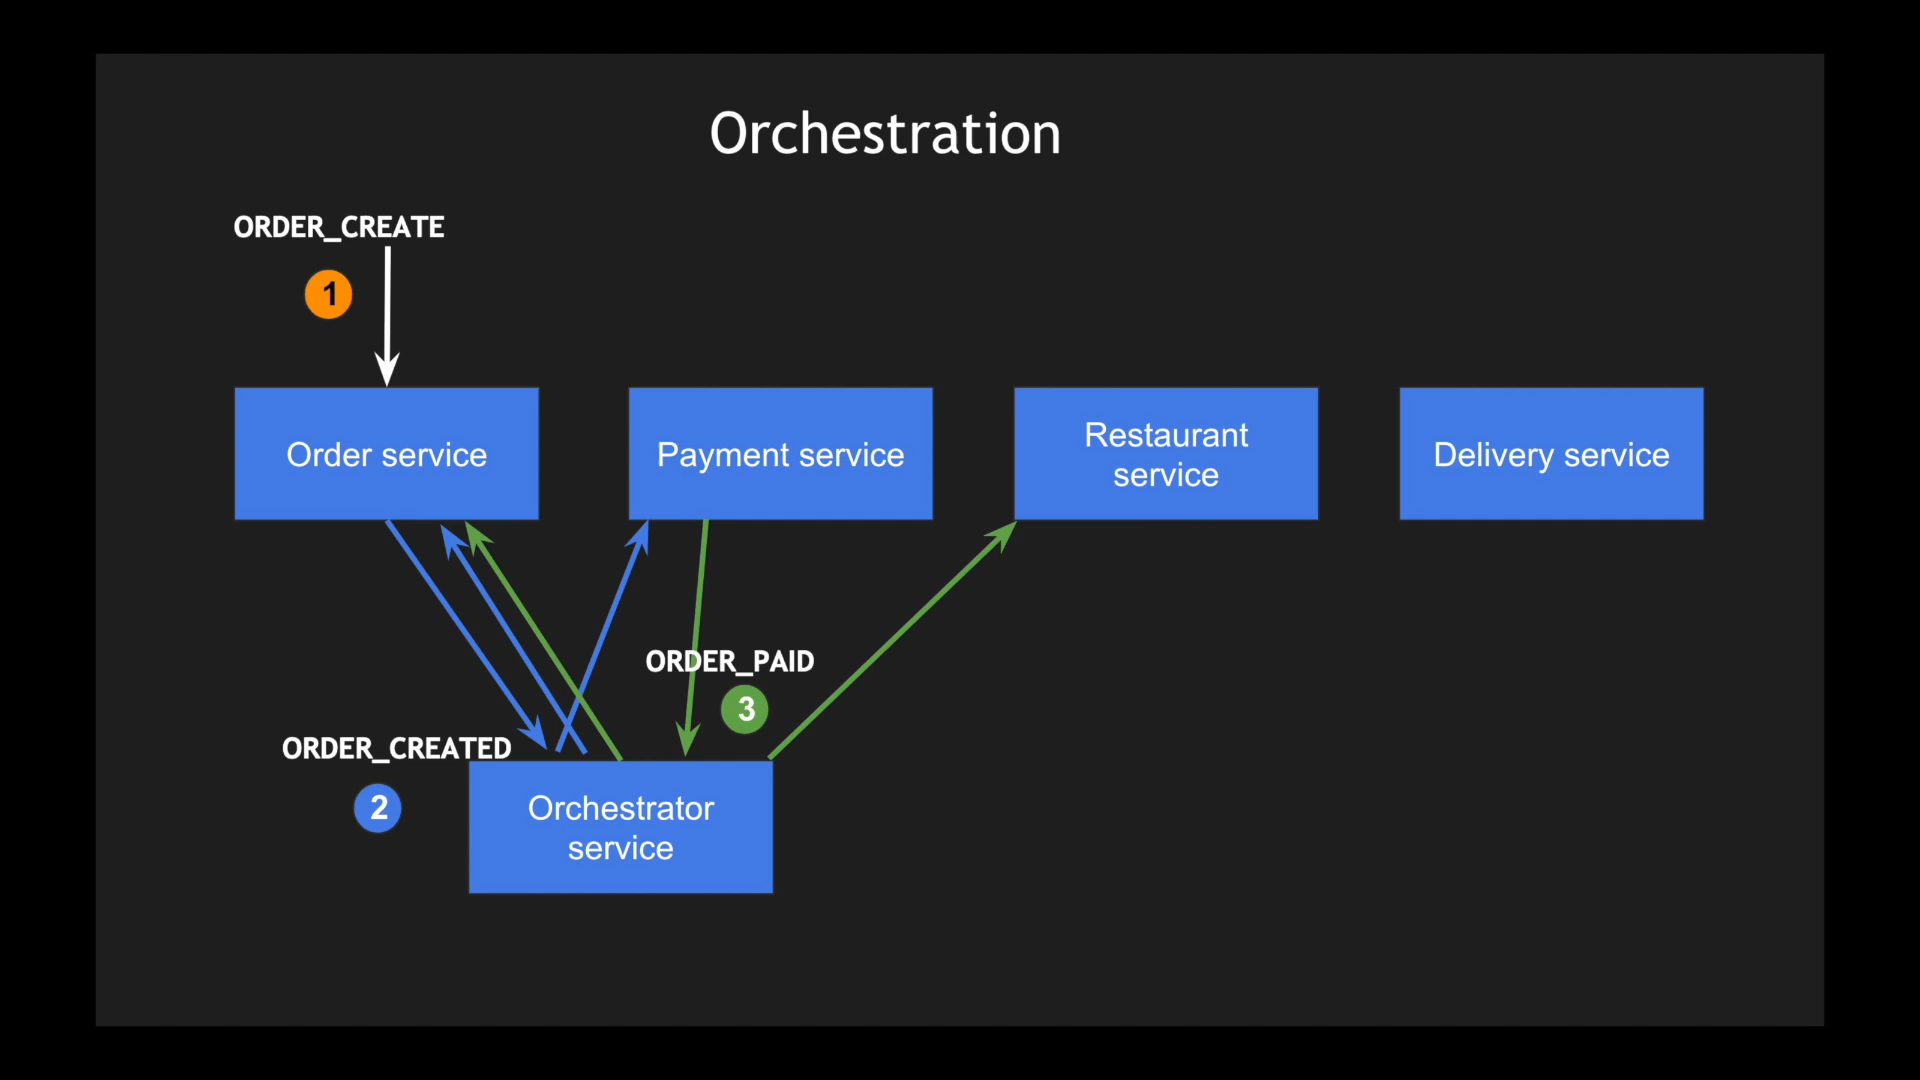 Orchestration
ORDER_CREATE
1
Order service
Payment service
Restaurant
service
Delivery service
ORDER_PAID
3
ORDER_CREATED
2
Orchestrator
service